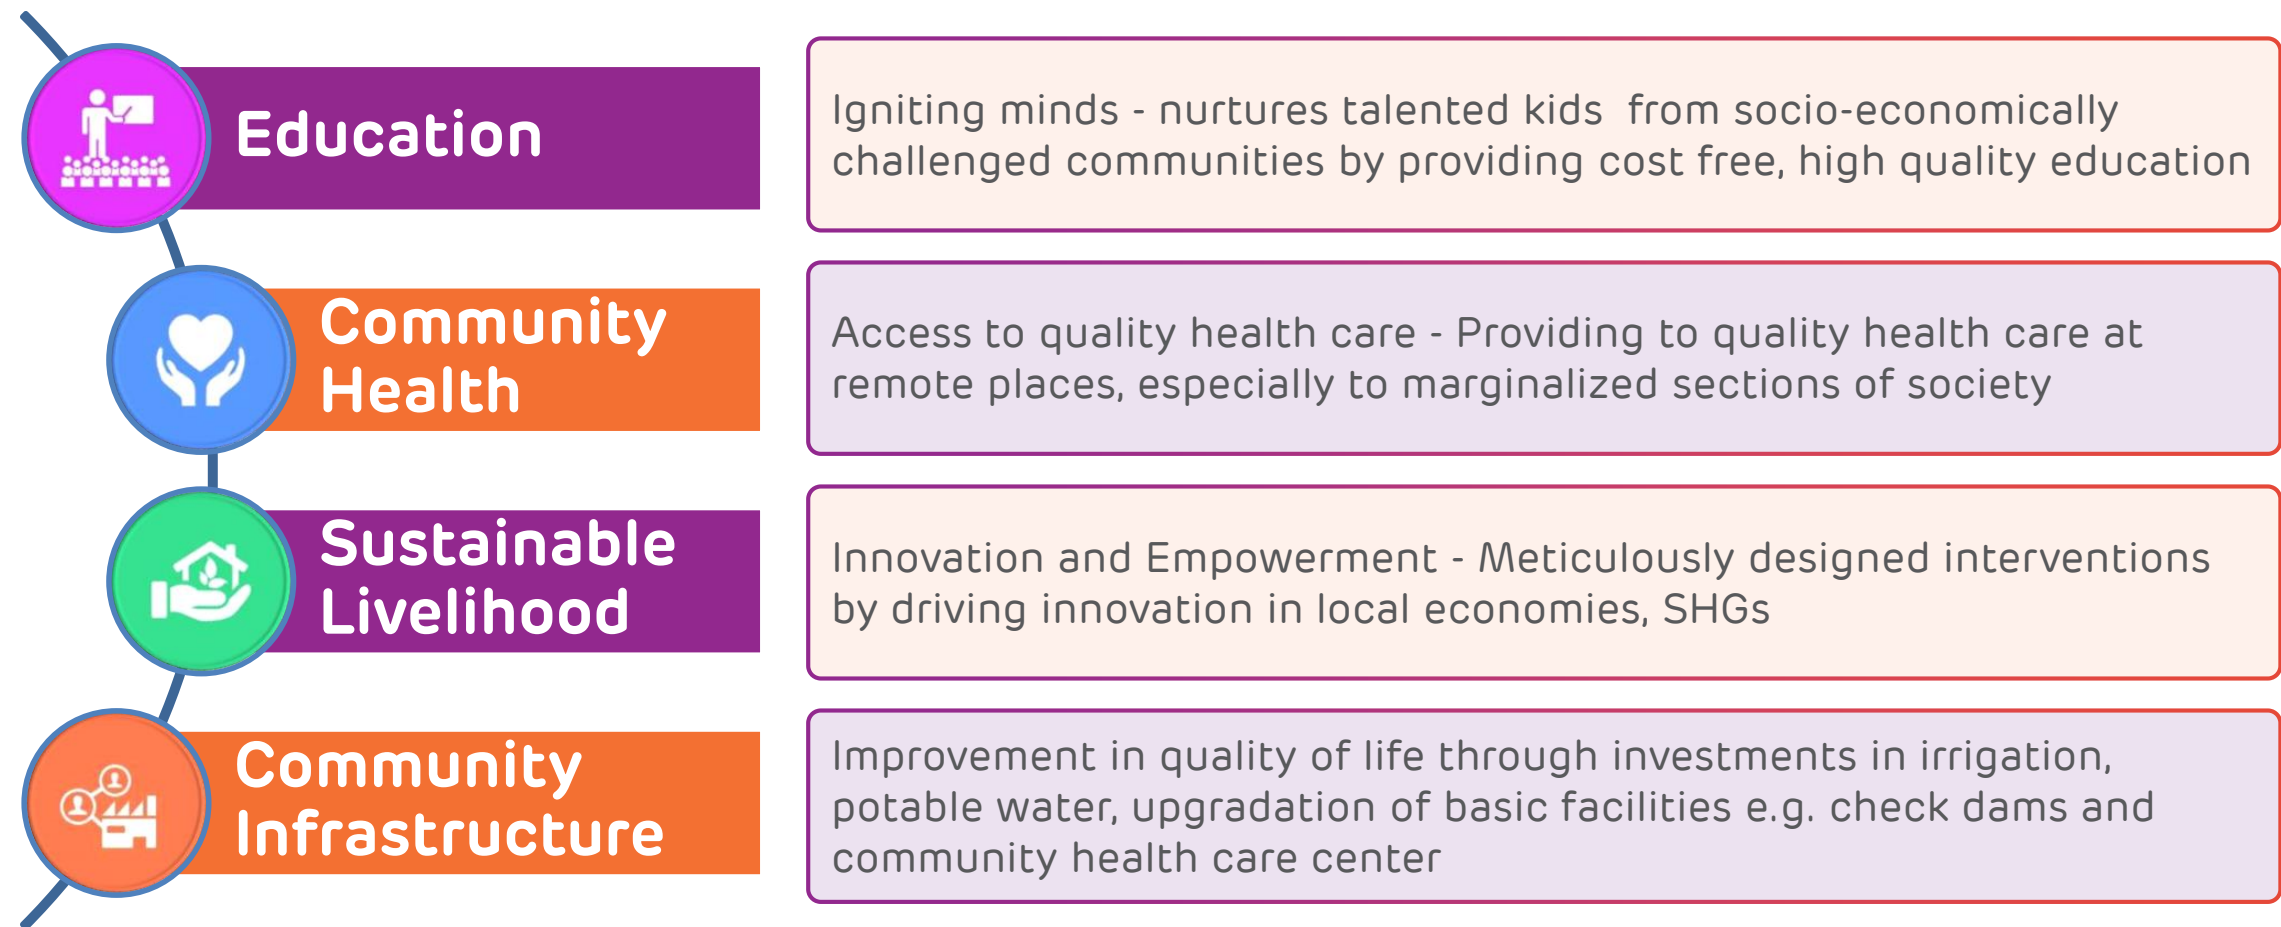 Education
Igniting minds - nurtures talented kids  from socio-economically
challenged communities by providing cost free, high quality education
Community
Health
Access to quality health care - Providing to quality health care at
remote places, especially to marginalized sections of society
Sustainable
Livelihood
Innovation and Empowerment - Meticulously designed interventions
by driving innovation in local economies, SHGs
Community
Infrastructure
Improvement in quality of life through investments in irrigation,
potable water, upgradation of basic facilities e.g. check dams and
community health care center